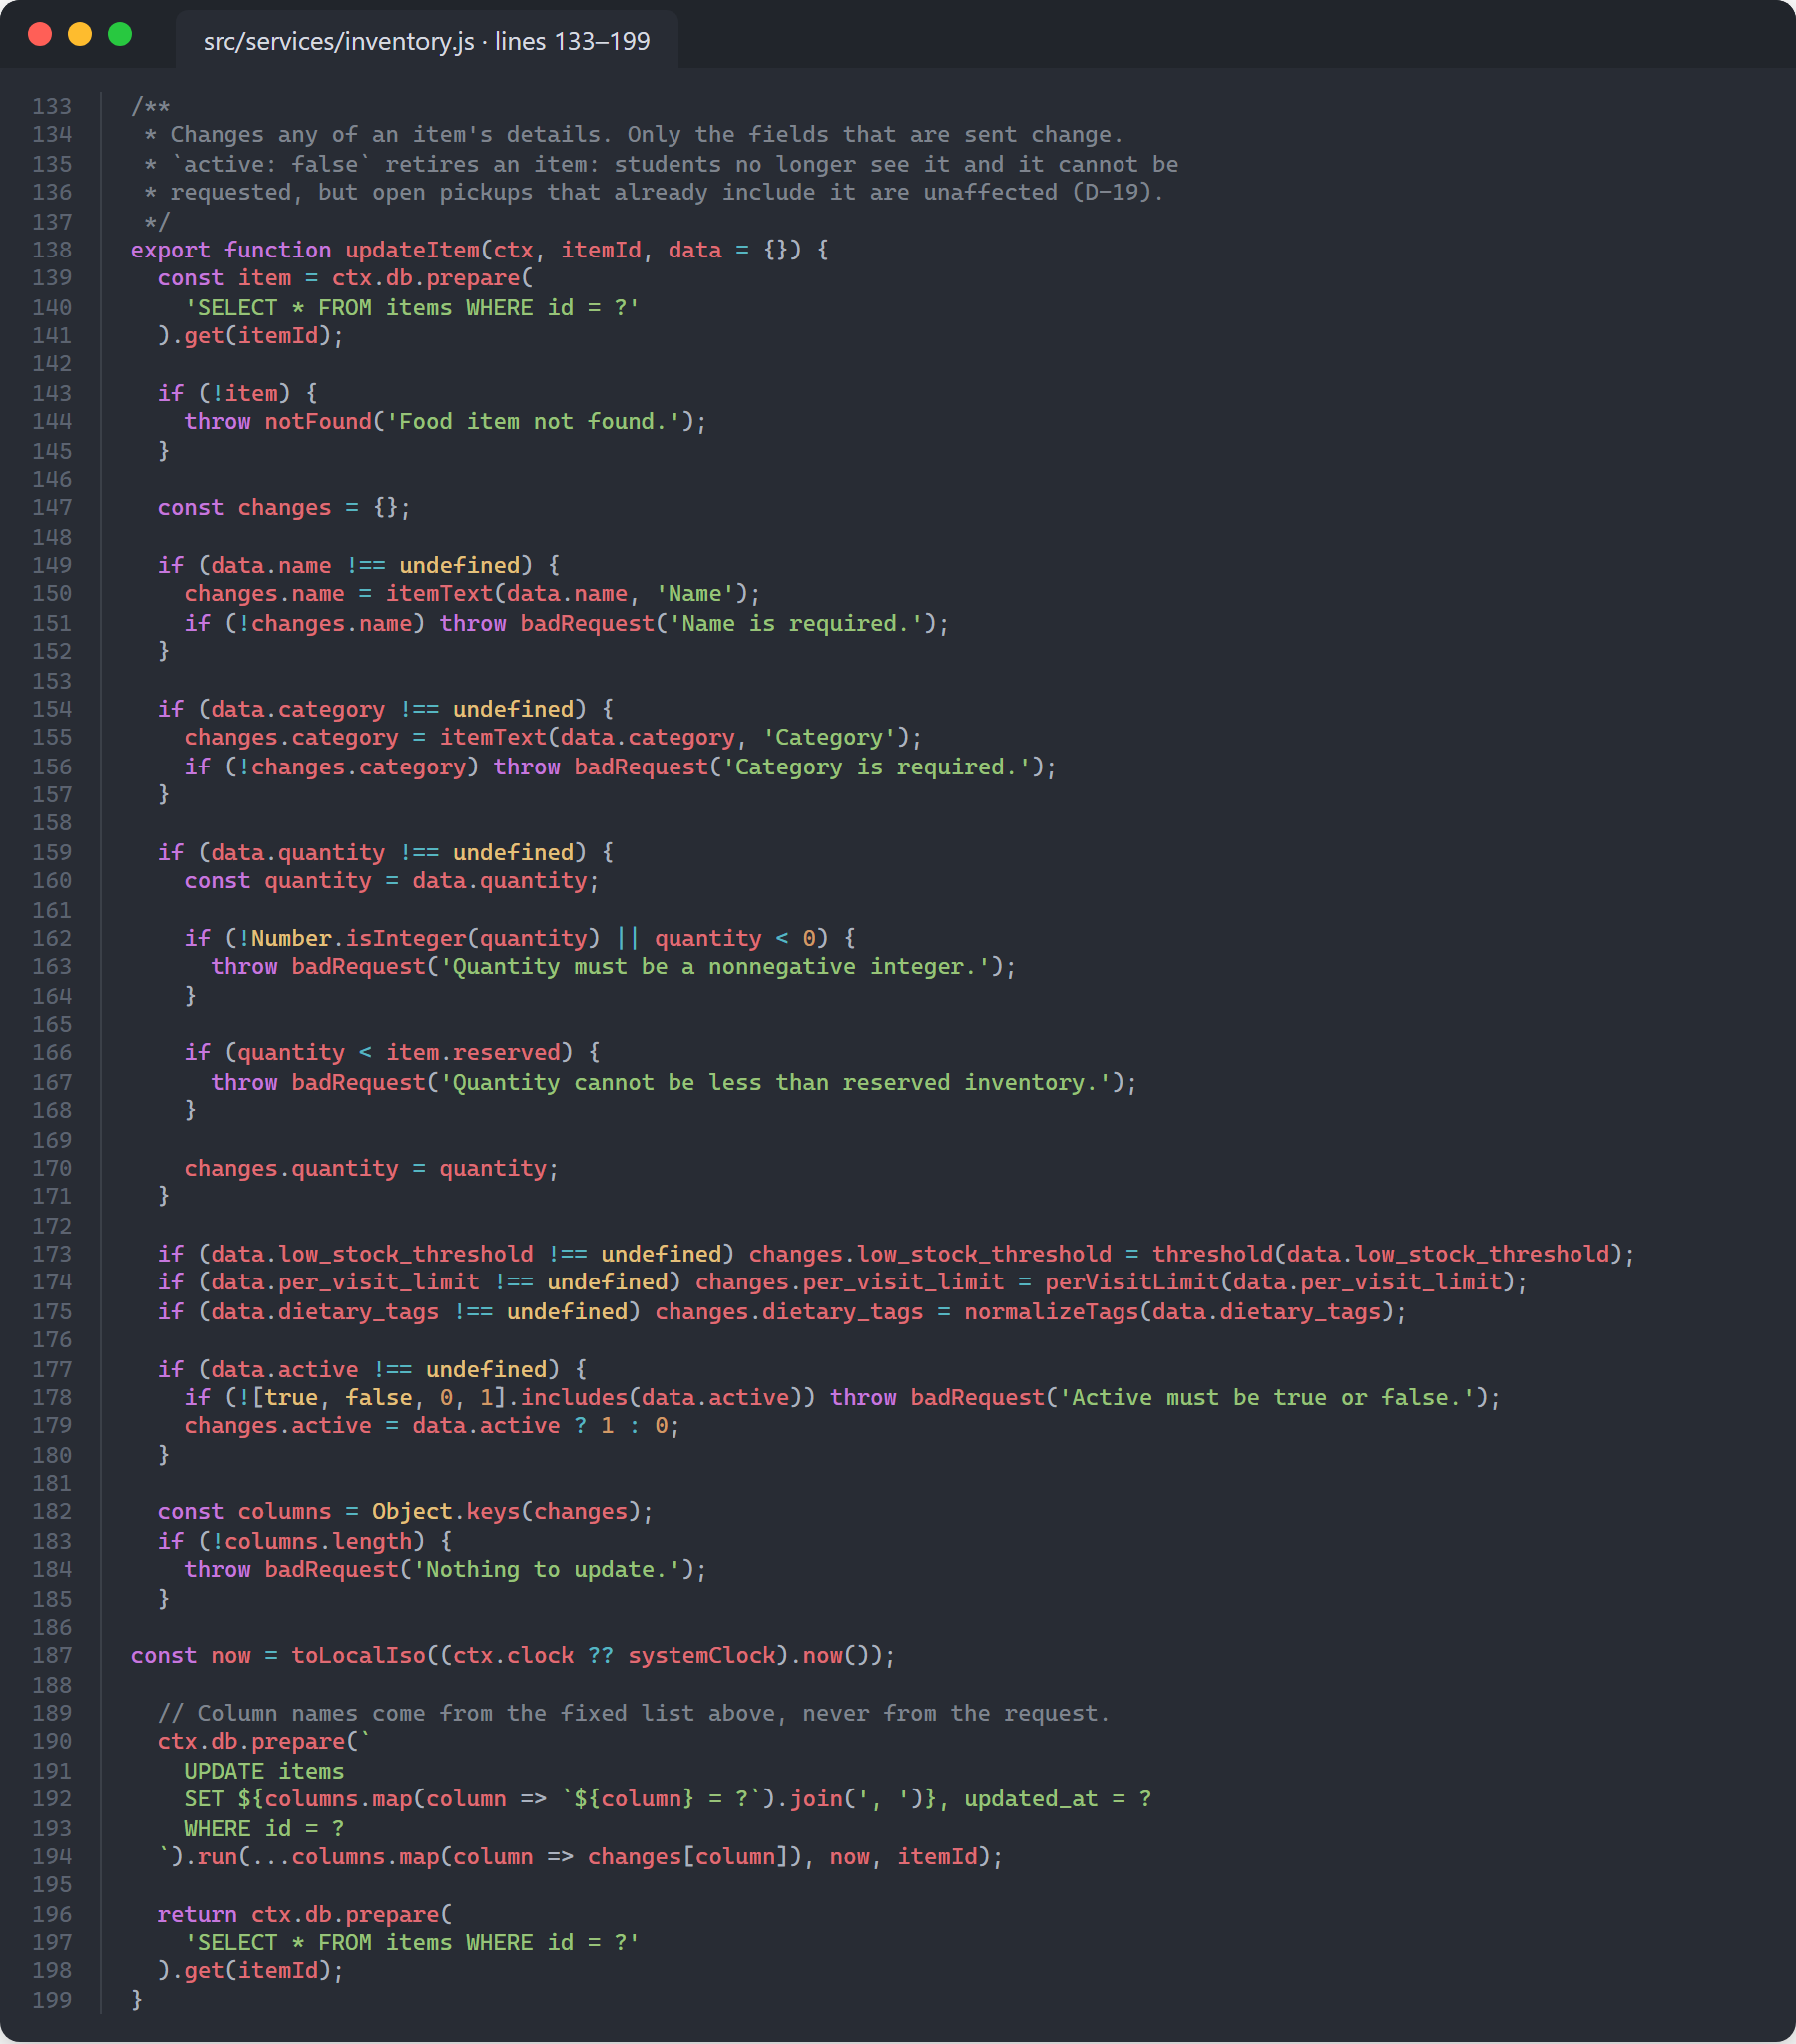 src/services/inventory.js · lines 133–199
133 /**
134  * Changes any of an item's details. Only the fields that are sent change.
135  * `active: false` retires an item: students no longer see it and it cannot be
136  * requested, but open pickups that already include it are unaffected (D-19).
137  */
138 export function updateItem(ctx, itemId, data = {}) {
139   const item = ctx.db.prepare(
140     'SELECT * FROM items WHERE id = ?'
141   ).get(itemId);
142
143   if (!item) {
144     throw notFound('Food item not found.');
145   }
146
147   const changes = {};
148
149   if (data.name !== undefined) {
150     changes.name = itemText(data.name, 'Name');
151     if (!changes.name) throw badRequest('Name is required.');
152   }
153
154   if (data.category !== undefined) {
155     changes.category = itemText(data.category, 'Category');
156     if (!changes.category) throw badRequest('Category is required.');
157   }
158
159   if (data.quantity !== undefined) {
160     const quantity = data.quantity;
161
162     if (!Number.isInteger(quantity) || quantity < 0) {
163       throw badRequest('Quantity must be a nonnegative integer.');
164     }
165
166     if (quantity < item.reserved) {
167       throw badRequest('Quantity cannot be less than reserved inventory.');
168     }
169
170     changes.quantity = quantity;
171   }
172
173   if (data.low_stock_threshold !== undefined) changes.low_stock_threshold = threshold(data.low_stock_threshold);
174   if (data.per_visit_limit !== undefined) changes.per_visit_limit = perVisitLimit(data.per_visit_limit);
175   if (data.dietary_tags !== undefined) changes.dietary_tags = normalizeTags(data.dietary_tags);
176
177   if (data.active !== undefined) {
178     if (![true, false, 0, 1].includes(data.active)) throw badRequest('Active must be true or false.');
179     changes.active = data.active ? 1 : 0;
180   }
181
182   const columns = Object.keys(changes);
183   if (!columns.length) {
184     throw badRequest('Nothing to update.');
185   }
186
187 const now = toLocalIso((ctx.clock ?? systemClock).now());
188
189   // Column names come from the fixed list above, never from the request.
190   ctx.db.prepare(`
191     UPDATE items
192     SET ${columns.map(column => `${column} = ?`).join(', ')}, updated_at = ?
193     WHERE id = ?
194   `).run(...columns.map(column => changes[column]), now, itemId);
195
196   return ctx.db.prepare(
197     'SELECT * FROM items WHERE id = ?'
198   ).get(itemId);
199 }